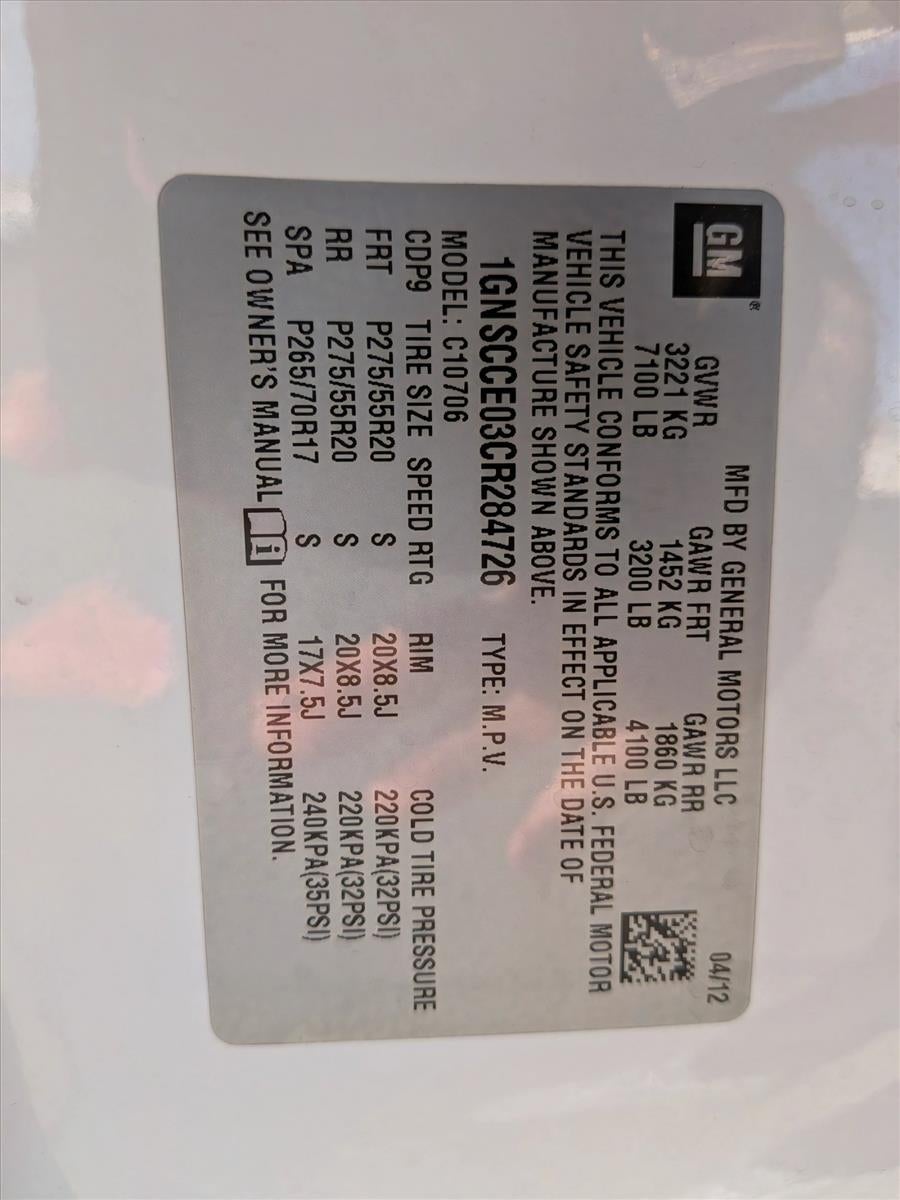 GM®
MFD BY GENERAL MOTORS LLC 04/12
GVWR GAWR FRT GAWR RR
3221 KG 1452 KG 1860 KG
7100 LB 3200 LB 4100 LB
THIS VEHICLE CONFORMS TO ALL APPLICABLE U.S. FEDERAL MOTOR
VEHICLE SAFETY STANDARDS IN EFFECT ON THE DATE OF
MANUFACTURE SHOWN ABOVE.
1GNSCCE03CR284726 TYPE: M.P.V.
MODEL: C10706
CDP9 TIRE SIZE SPEED RTG RIM COLD TIRE PRESSURE
FRT P275/55R20 S 20X8.5J 220KPA(32PSI)
RR P275/55R20 S 20X8.5J 220KPA(32PSI)
SPA P265/70R17 S 17X7.5J 240KPA(35PSI)
SEE OWNER'S MANUAL i FOR MORE INFORMATION.